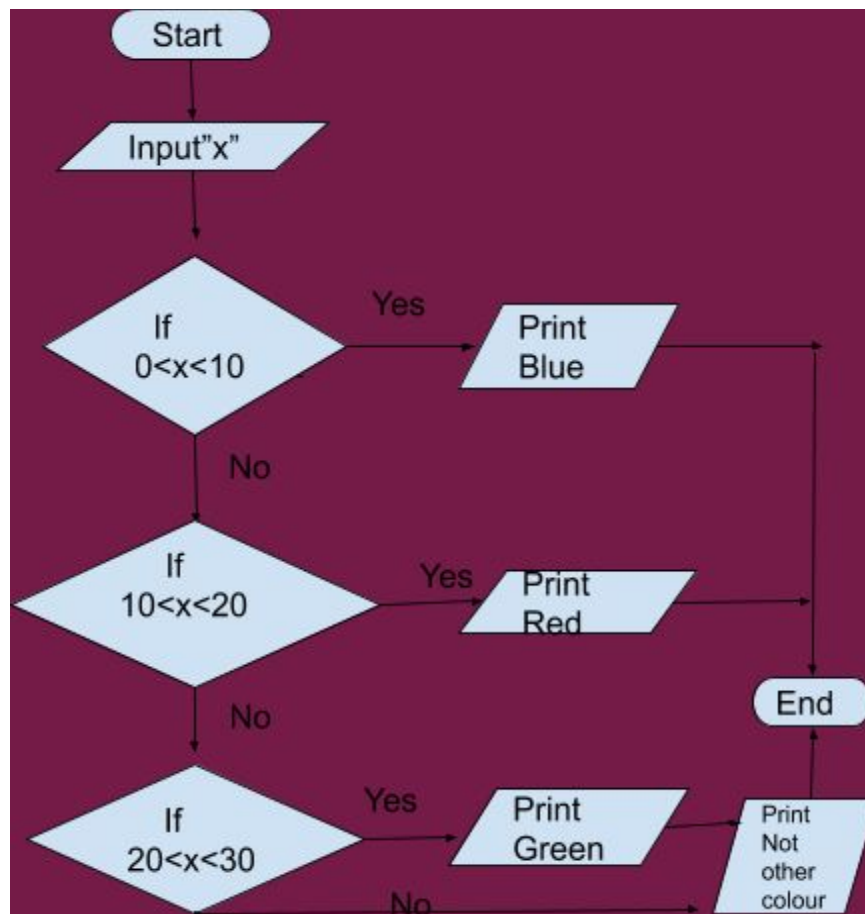 Start
Input”x”
If
0<x<10
Yes
Print
Blue
No
If
10<x<20
Yes
Print
Red
No
If
20<x<30
Yes
Print
Green
No
Print
Not
other
colour
End